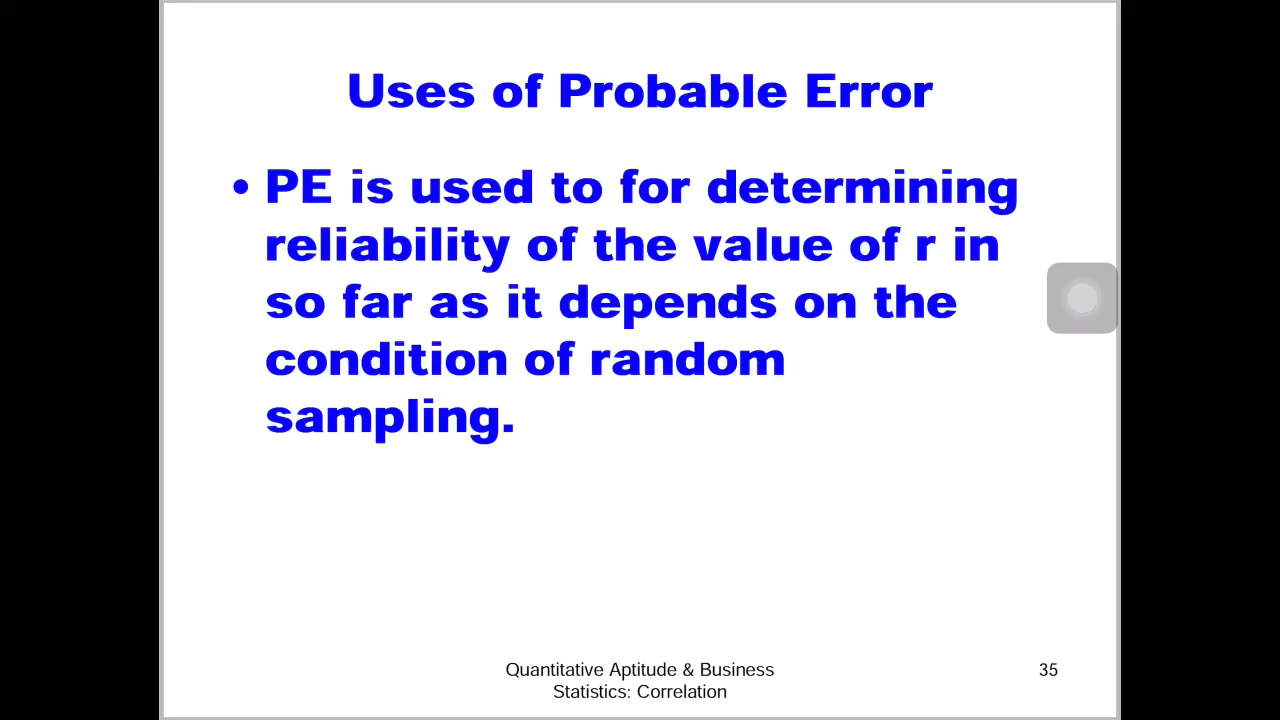 Uses of Probable Error
• PE is used to for determining
reliability of the value of r in
so far as it depends on the
condition of random
sampling.
Quantitative Aptitude & Business
Statistics: Correlation
35